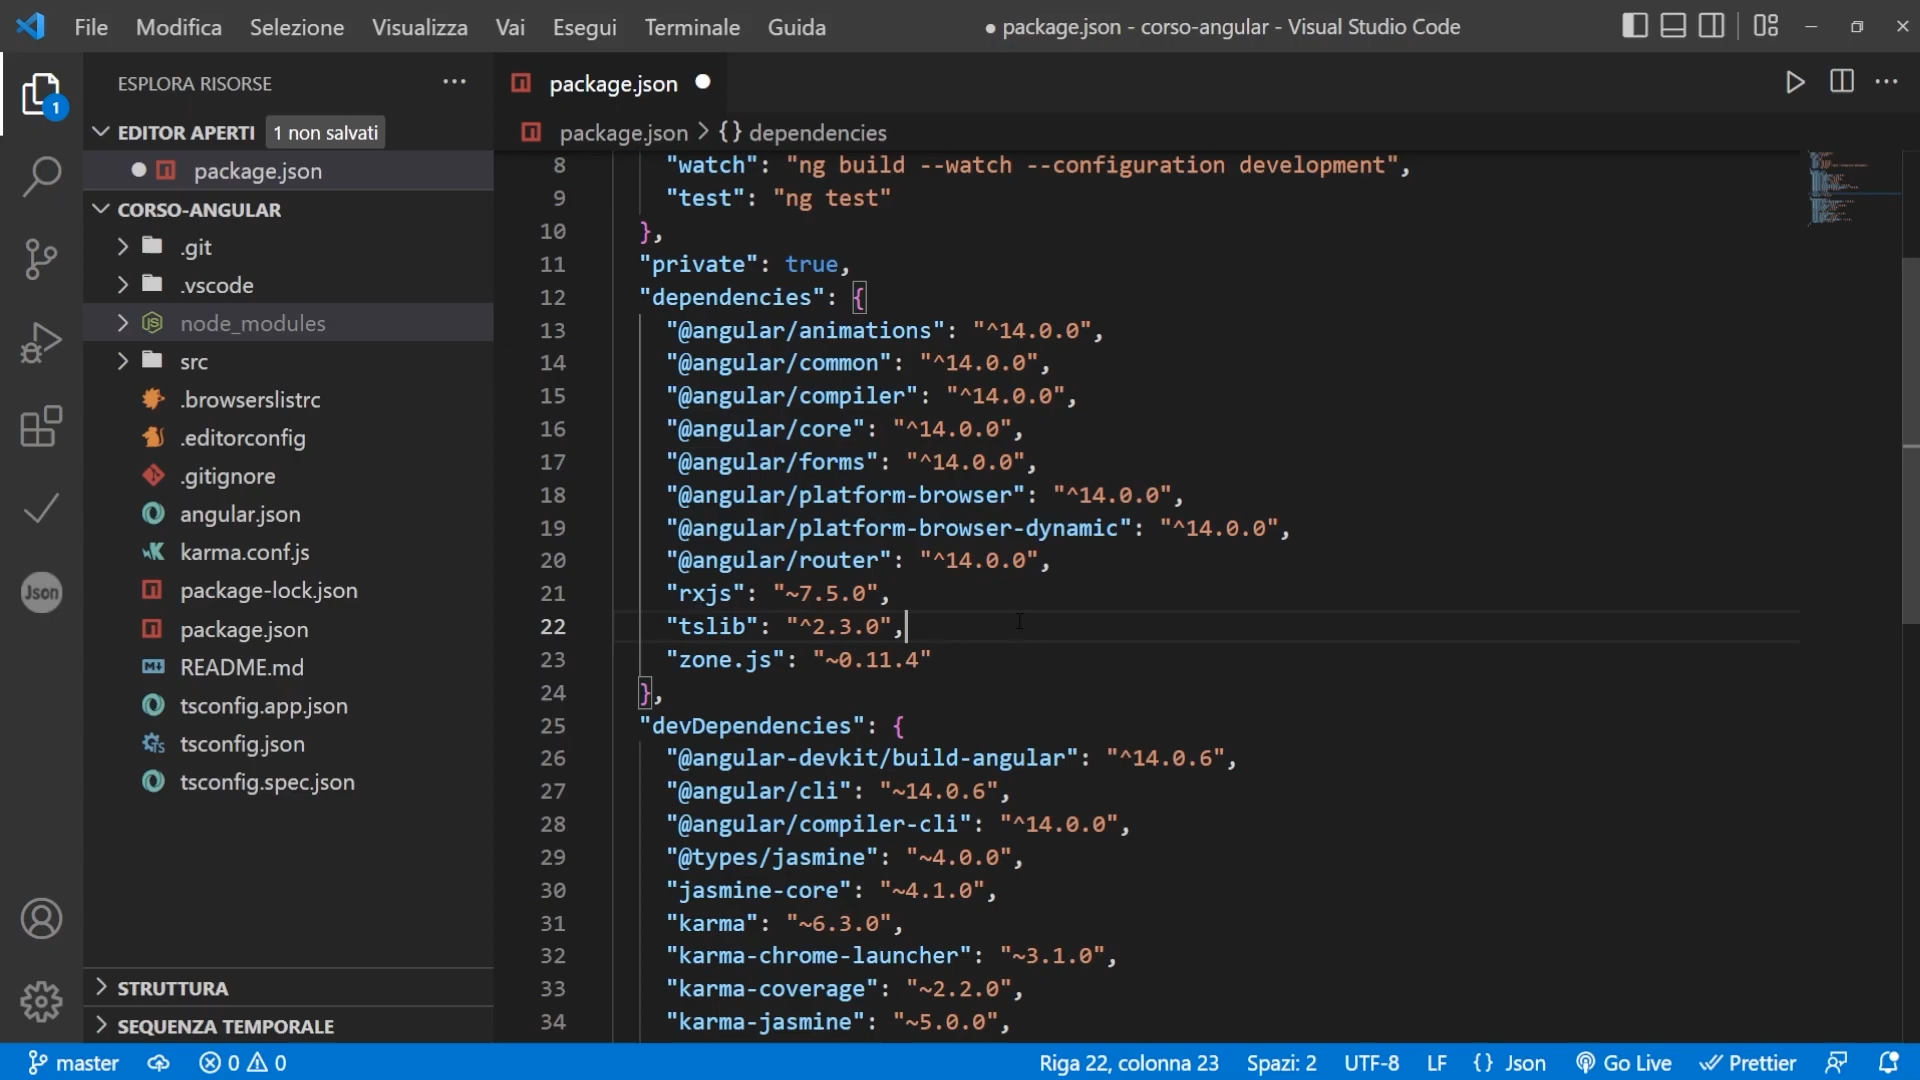 File Modifica Selezione Visualizza Vai Esegui Terminale Guida ● package.json - corso-angular - Visual Studio Code
ESPLORA RISORSE
1
EDITOR APERTI 1 non salvati
package.json
CORSO-ANGULAR
.git
.vscode
node_modules
src
.browserslistrc
.editorconfig
.gitignore
angular.json
karma.conf.js
package-lock.json
package.json
README.md
tsconfig.app.json
tsconfig.json
tsconfig.spec.json
STRUTTURA
SEQUENZA TEMPORALE
Json
package.json
package.json > {} dependencies
8 "watch": "ng build --watch --configuration development",
9 "test": "ng test"
10 },
11 "private": true,
12 "dependencies": {
13 "@angular/animations": "^14.0.0",
14 "@angular/common": "^14.0.0",
15 "@angular/compiler": "^14.0.0",
16 "@angular/core": "^14.0.0",
17 "@angular/forms": "^14.0.0",
18 "@angular/platform-browser": "^14.0.0",
19 "@angular/platform-browser-dynamic": "^14.0.0",
20 "@angular/router": "^14.0.0",
21 "rxjs": "~7.5.0",
22 "tslib": "^2.3.0",
23 "zone.js": "~0.11.4"
24 },
25 "devDependencies": {
26 "@angular-devkit/build-angular": "^14.0.6",
27 "@angular/cli": "~14.0.6",
28 "@angular/compiler-cli": "^14.0.0",
29 "@types/jasmine": "~4.0.0",
30 "jasmine-core": "~4.1.0",
31 "karma": "~6.3.0",
32 "karma-chrome-launcher": "~3.1.0",
33 "karma-coverage": "~2.2.0",
34 "karma-jasmine": "~5.0.0",
master 0 0 Riga 22, colonna 23 Spazi: 2 UTF-8 LF {} Json Go Live Prettier